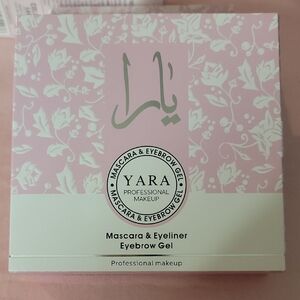 يارا
MASCARA & EYEBROW GEL
YARA
PROFESSIONAL
MAKEUP
MASCARA & EYEBROW GEL
Mascara & Eyeliner
Eyebrow Gel
Professional makeup